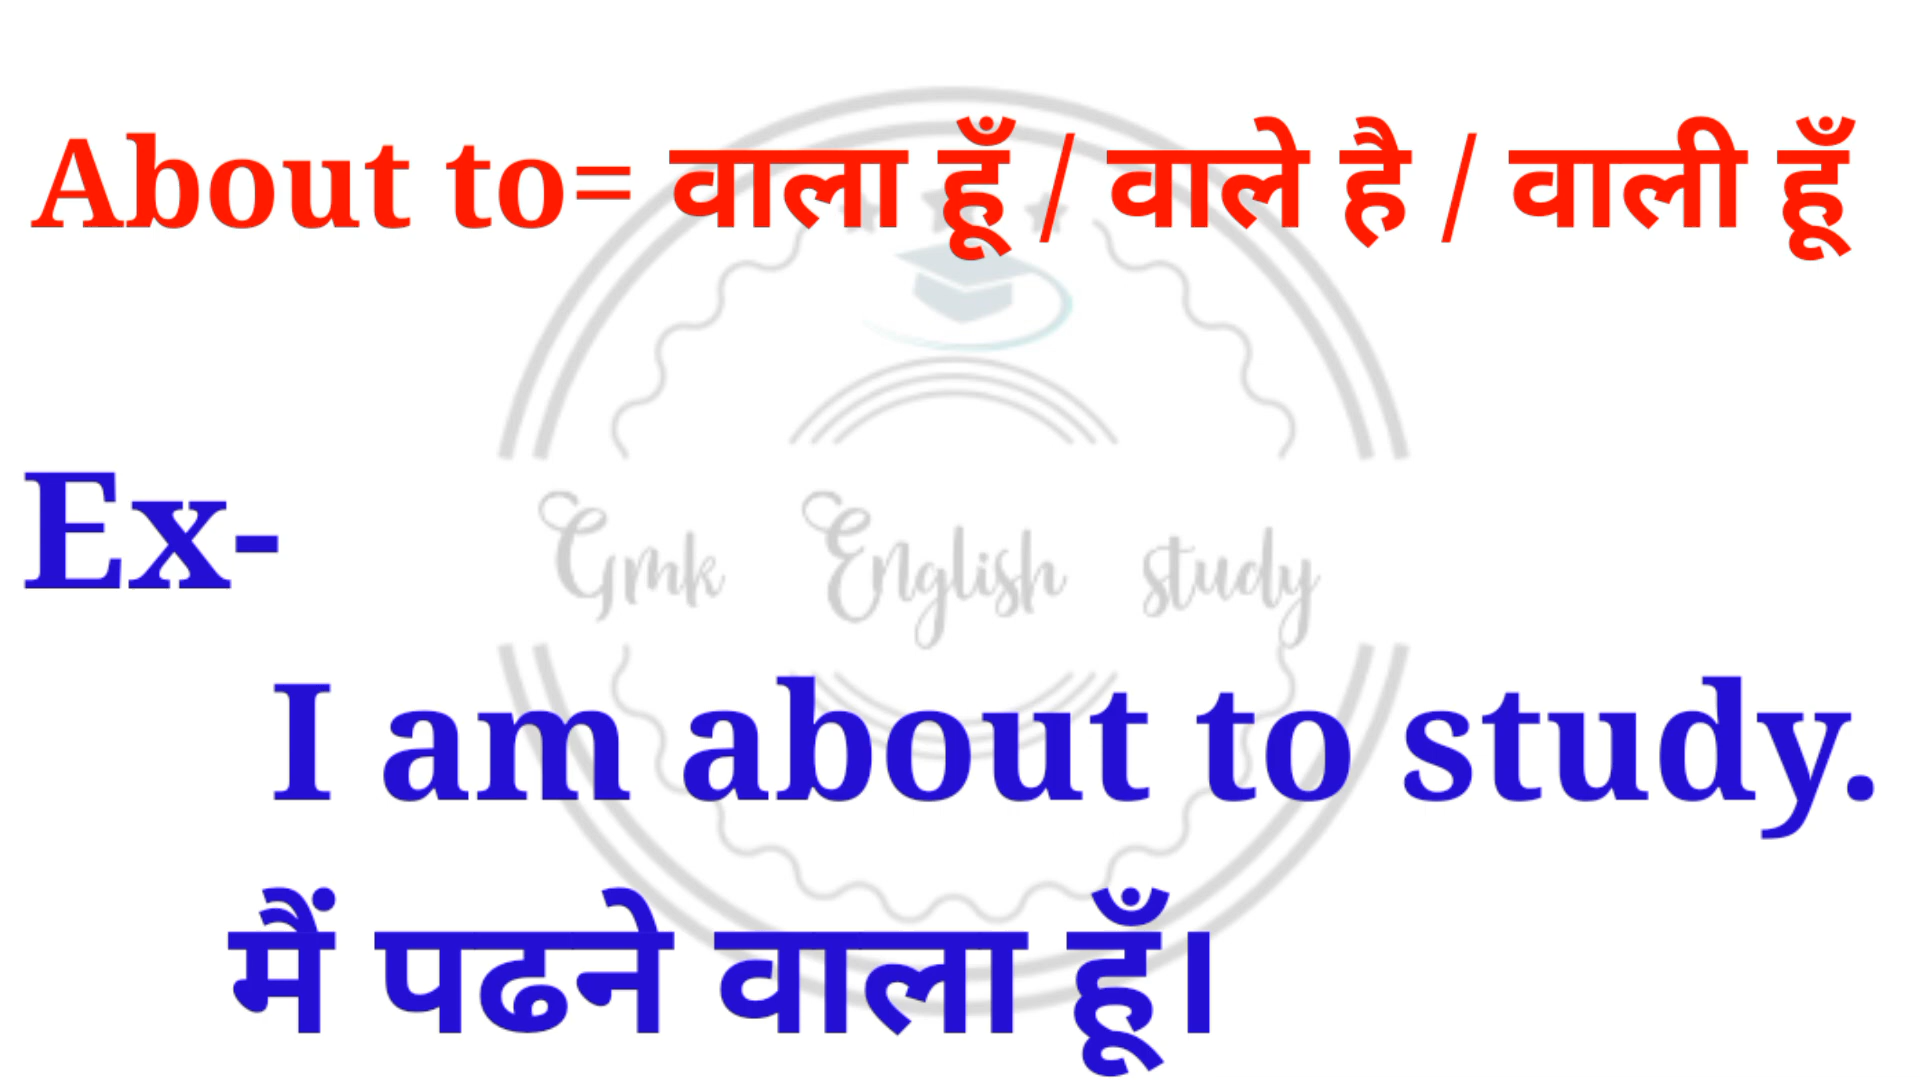 About to= वाला हूँ / वाले है / वाली हूँ
Ex-
Gmk English study
I am about to study.
मैं पढने वाला हूँ।